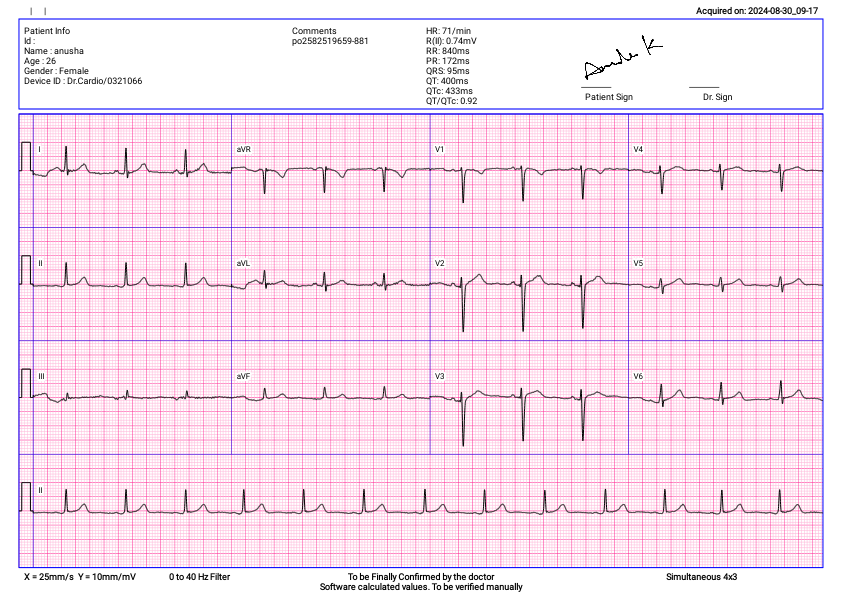 Acquired on: 2024-08-30_09-17
Patient Info
Id :
Name : anusha
Age : 26
Gender : Female
Device ID : Dr.Cardio/0321066
Comments
po2582519659-881
HR: 71/min
R(II): 0.74mV
RR: 840ms
PR: 172ms
QRS: 95ms
QT: 400ms
QTc: 433ms
QT/QTc: 0.92
Patient Sign
Dr. Sign
I
aVR
V1
V4
II
aVL
V2
V5
III
aVF
V3
V6
II
X = 25mm/s Y = 10mm/mV
0 to 40 Hz Filter
To be Finally Confirmed by the doctor
Software calculated values. To be verified manually
Simultaneous 4x3